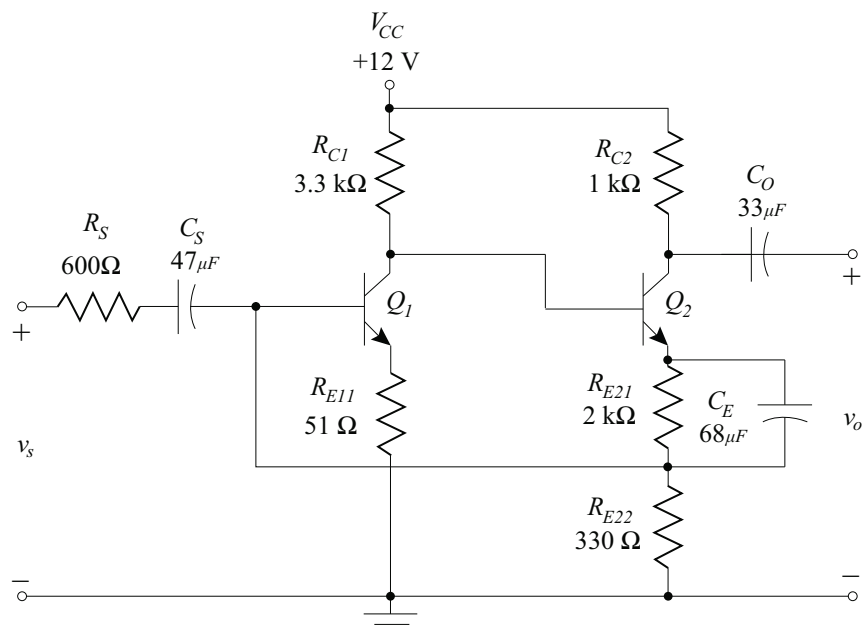 V_CC
+12 V
R_C1
3.3 kΩ
R_C2
1 kΩ
C_O
33μF
+
R_S
600Ω
C_S
47μF
+
Q_1
Q_2
R_E11
51 Ω
R_E21
2 kΩ
C_E
68μF
v_s
v_o
R_E22
330 Ω
−
−